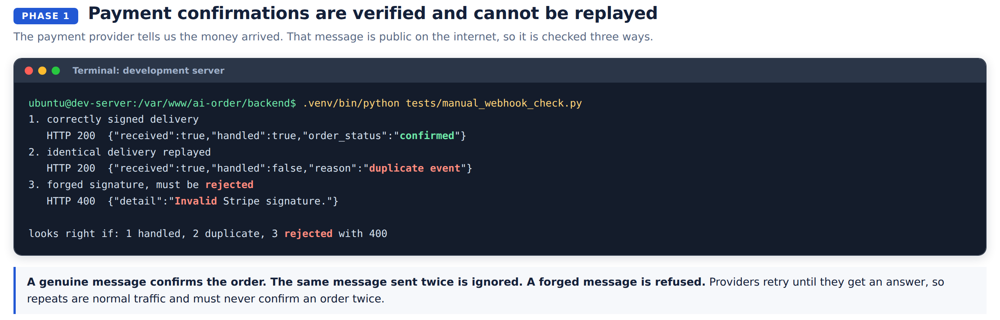 PHASE 1 Payment confirmations are verified and cannot be replayed
The payment provider tells us the money arrived. That message is public on the internet, so it is checked three ways.
Terminal: development server
ubuntu@dev-server:/var/www/ai-order/backend$ .venv/bin/python tests/manual_webhook_check.py
1. correctly signed delivery
   HTTP 200  {"received":true,"handled":true,"order_status":"confirmed"}
2. identical delivery replayed
   HTTP 200  {"received":true,"handled":false,"reason":"duplicate event"}
3. forged signature, must be rejected
   HTTP 400  {"detail":"Invalid Stripe signature."}
looks right if: 1 handled, 2 duplicate, 3 rejected with 400
A genuine message confirms the order. The same message sent twice is ignored. A forged message is refused. Providers retry until they get an answer, so
repeats are normal traffic and must never confirm an order twice.